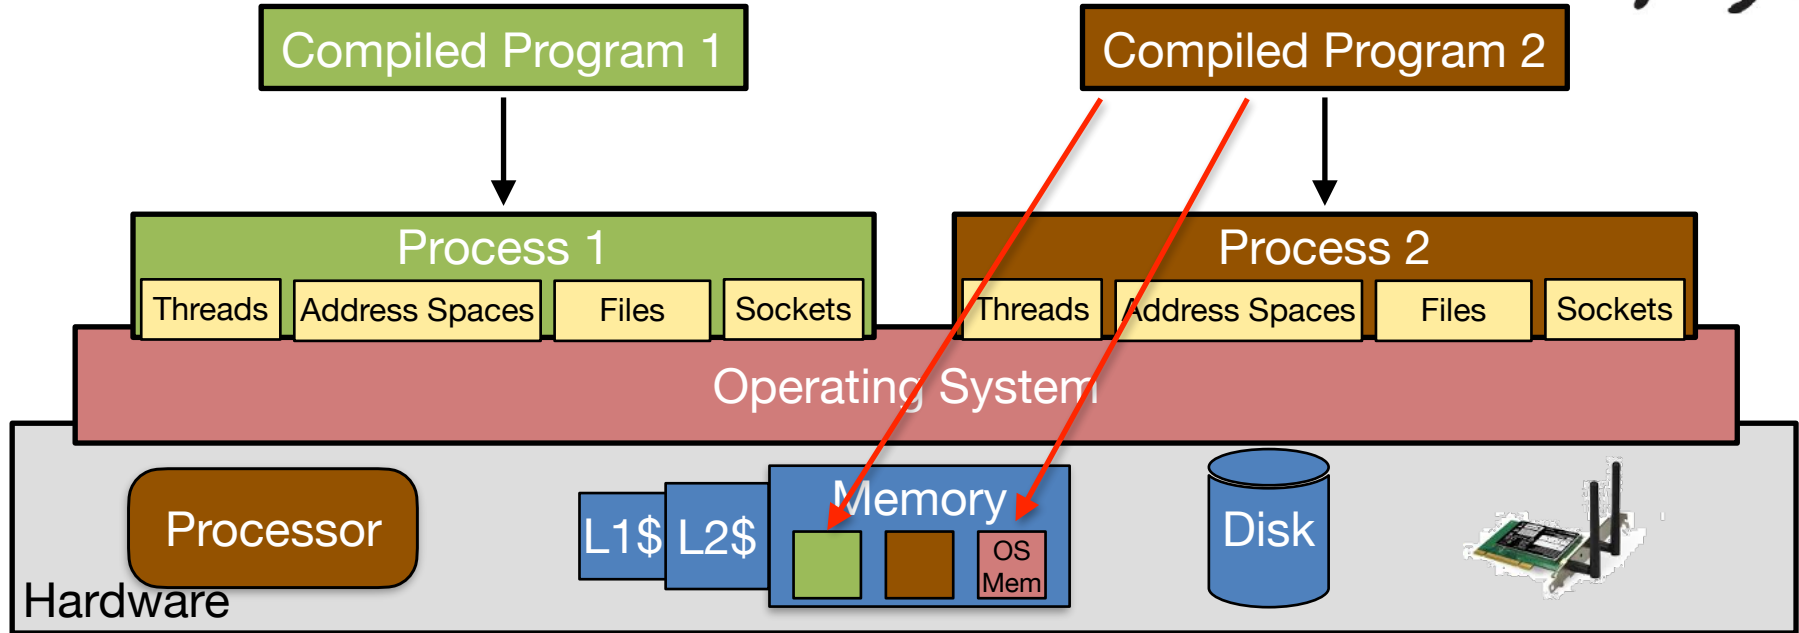 Compiled Program 1
Compiled Program 2
Process 1
Process 2
Threads
Address Spaces
Files
Sockets
Threads
Address Spaces
Files
Sockets
Operating System
Processor
L1$
L2$
Memory
OS
Mem
Disk
Hardware